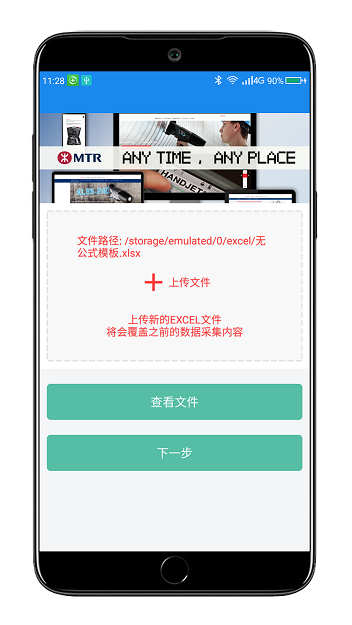 11:28
4G 90%
MTR ANY TIME , ANY PLACE
HANDJET
文件路径: /storage/emulated/0/excel/无
公式模板.xlsx
上传文件
上传新的EXCEL文件
将会覆盖之前的数据采集内容
查看文件
下一步